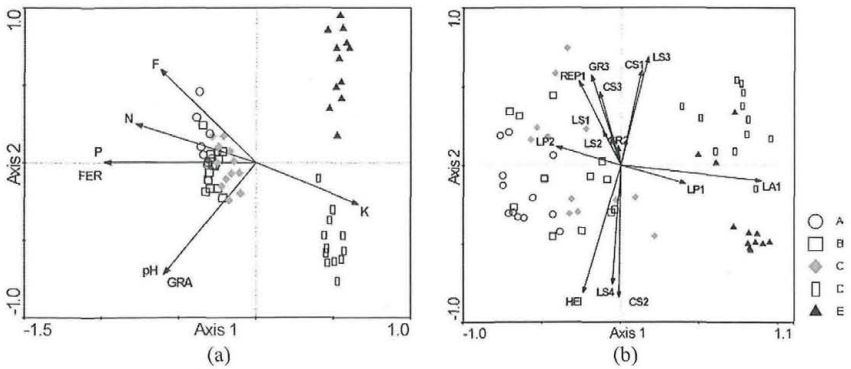 1.0
F
N
P
FER
K
pH
GRA
Axis 2
-1.0
-1.5
Axis 1
1.0
(a)
1.0
LS3
CS1
GR3
REP1
CS3
LS1
LS2
LP2
LP1
LA1
HEI
LS4
CS2
Axis 2
-1.0
-1.0
Axis 1
1.1
(b)
A
B
C
D
E